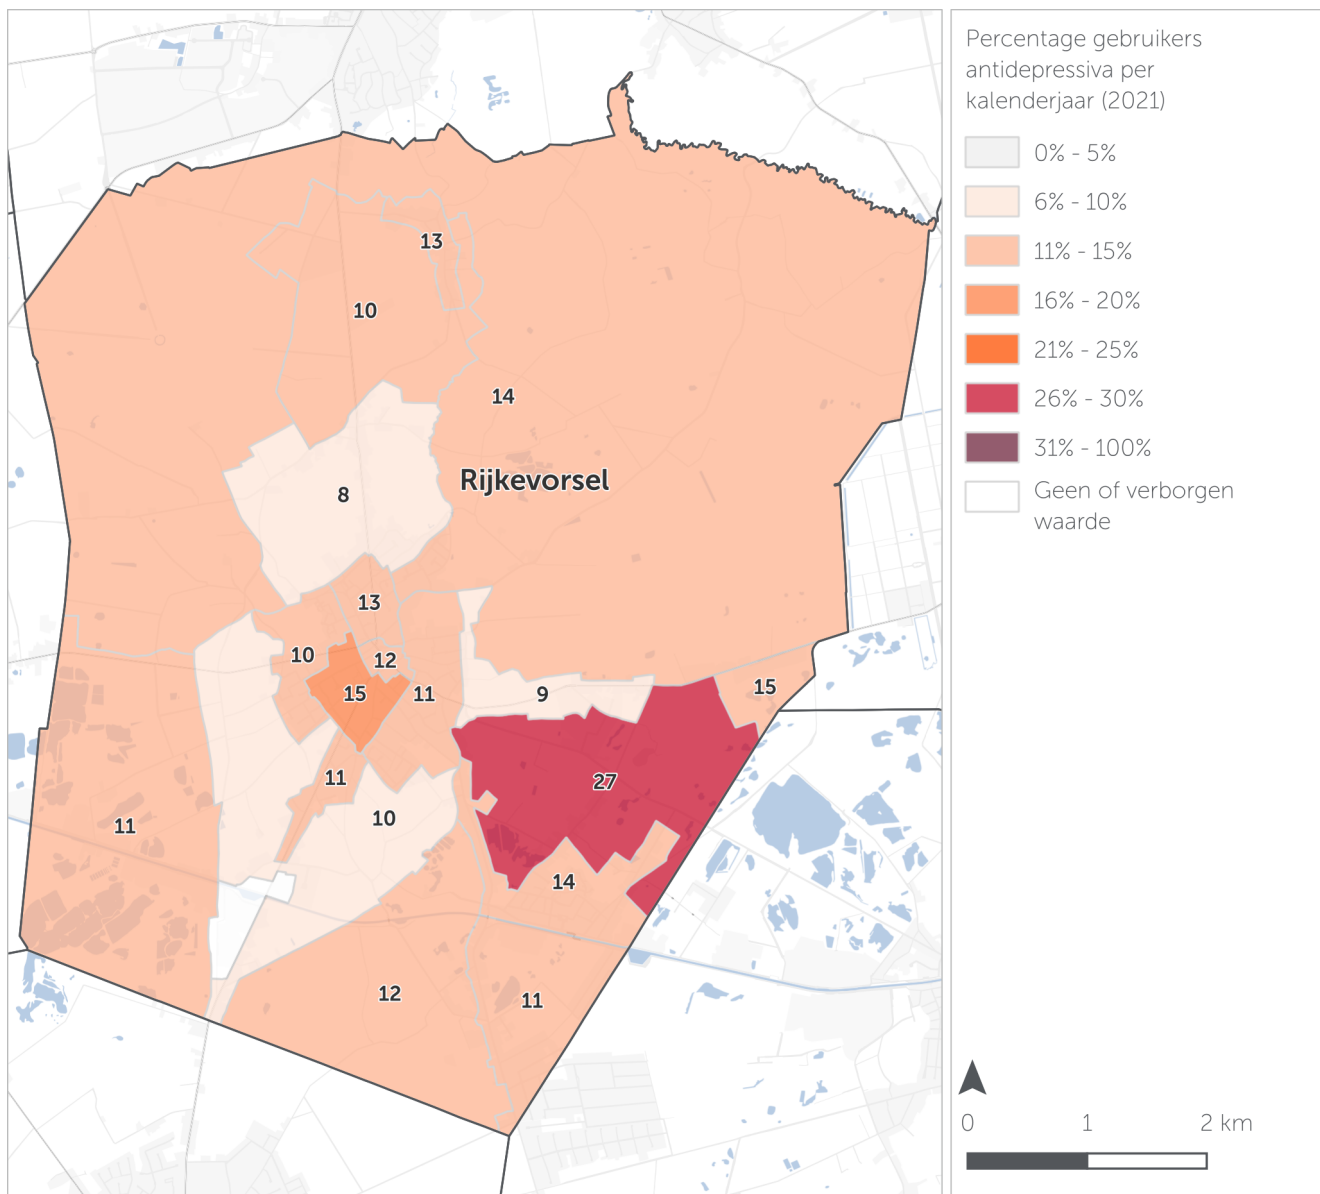 Percentage gebruikers
antidepressiva per
kalenderjaar (2021)
0% - 5%
6% - 10%
11% - 15%
16% - 20%
21% - 25%
26% - 30%
31% - 100%
Geen of verborgen
waarde
13
10
14
Rijkevorsel
8
13
10
12
15
11
9
15
11
27
10
11
14
12
11
0 1 2 km